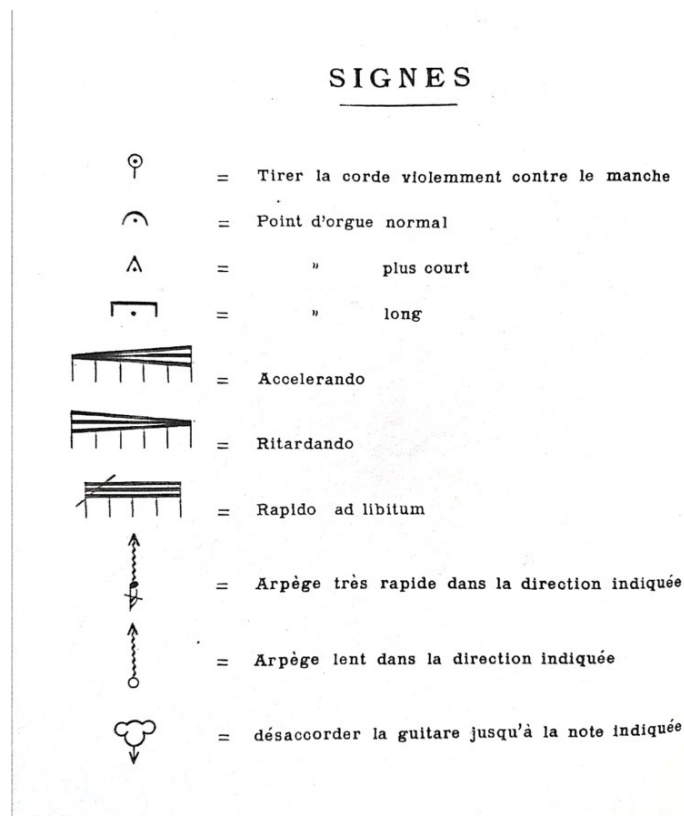 SIGNES
= Tirer la corde violemment contre le manche
= Point d'orgue normal
= " plus court
= " long
= Accelerando
= Ritardando
= Rapido ad libitum
= Arpège très rapide dans la direction indiquée
= Arpège lent dans la direction indiquée
= désaccorder la guitare jusqu'à la note indiquée